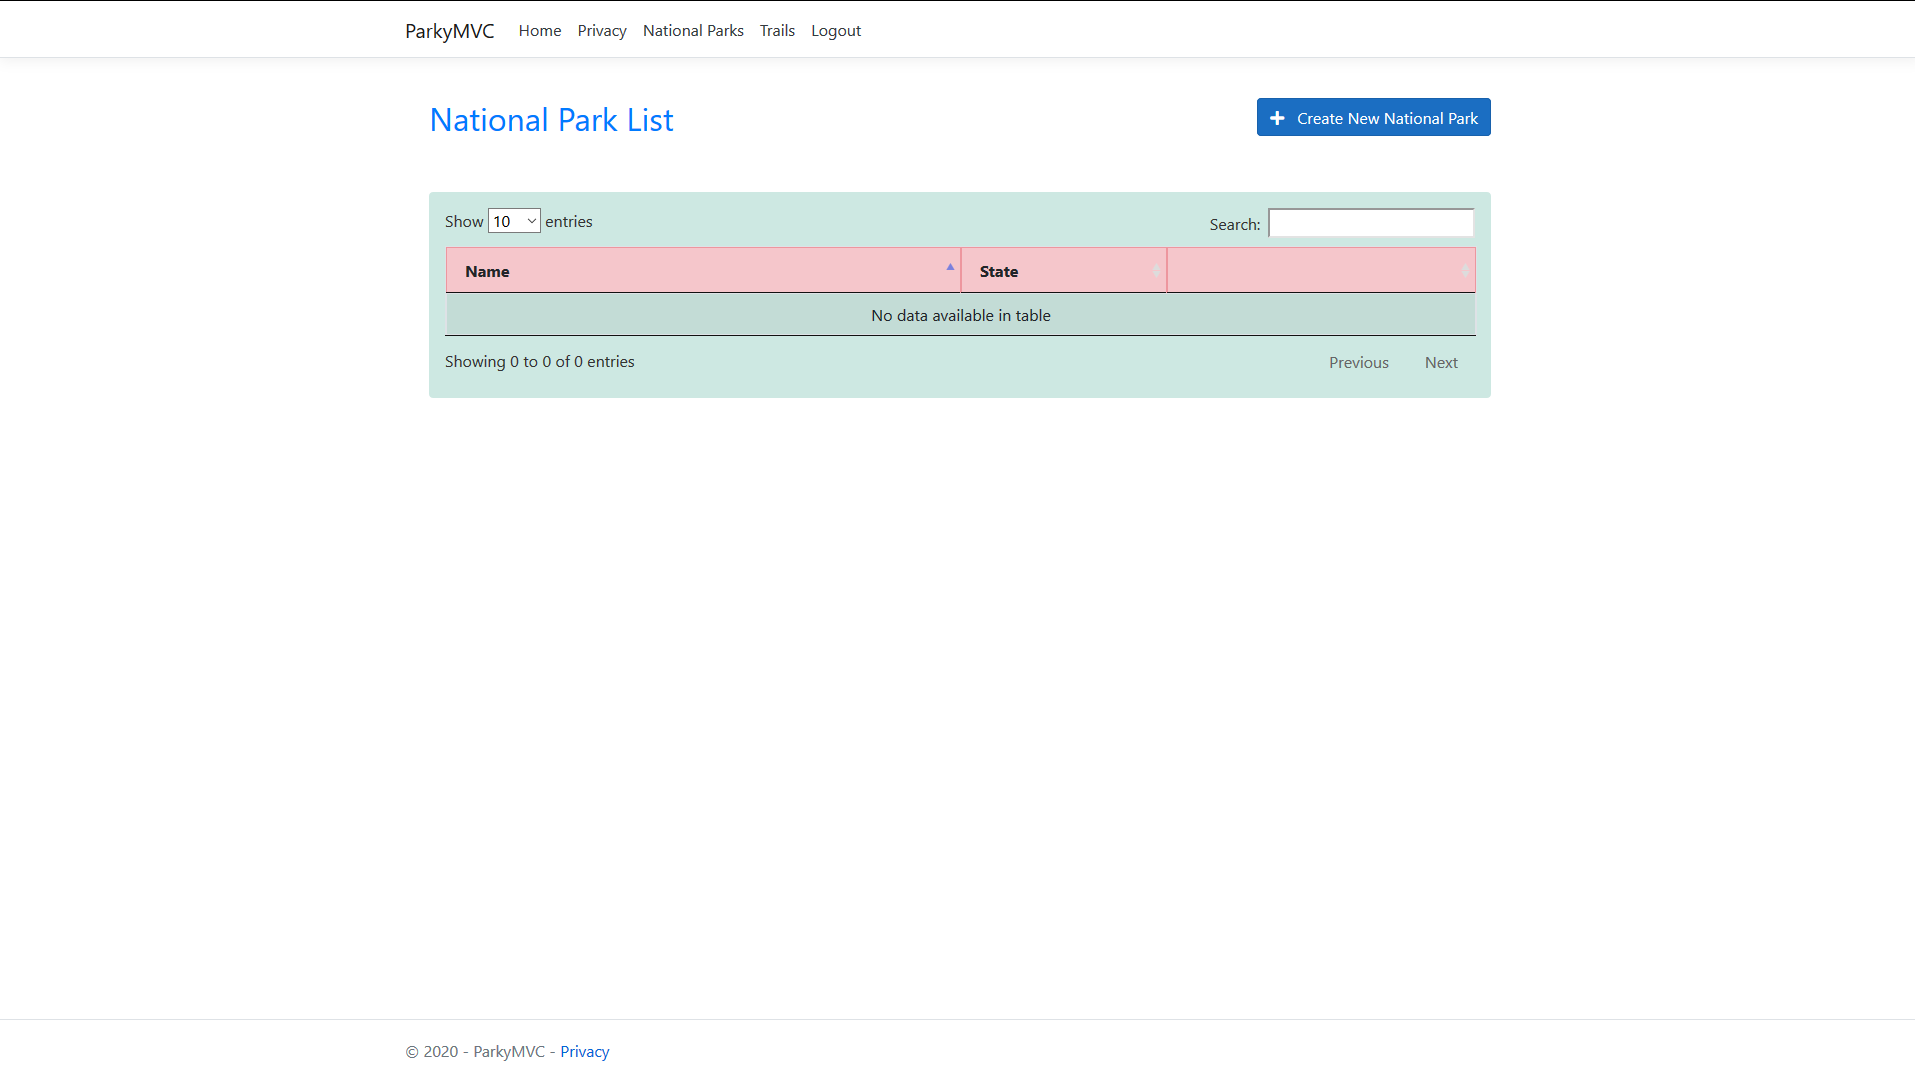 ParkyMVC Home Privacy National Parks Trails Logout
National Park List
Create New National Park
Show 10 entries
Search:
Name State
No data available in table
Showing 0 to 0 of 0 entries
Previous Next
© 2020 - ParkyMVC - Privacy